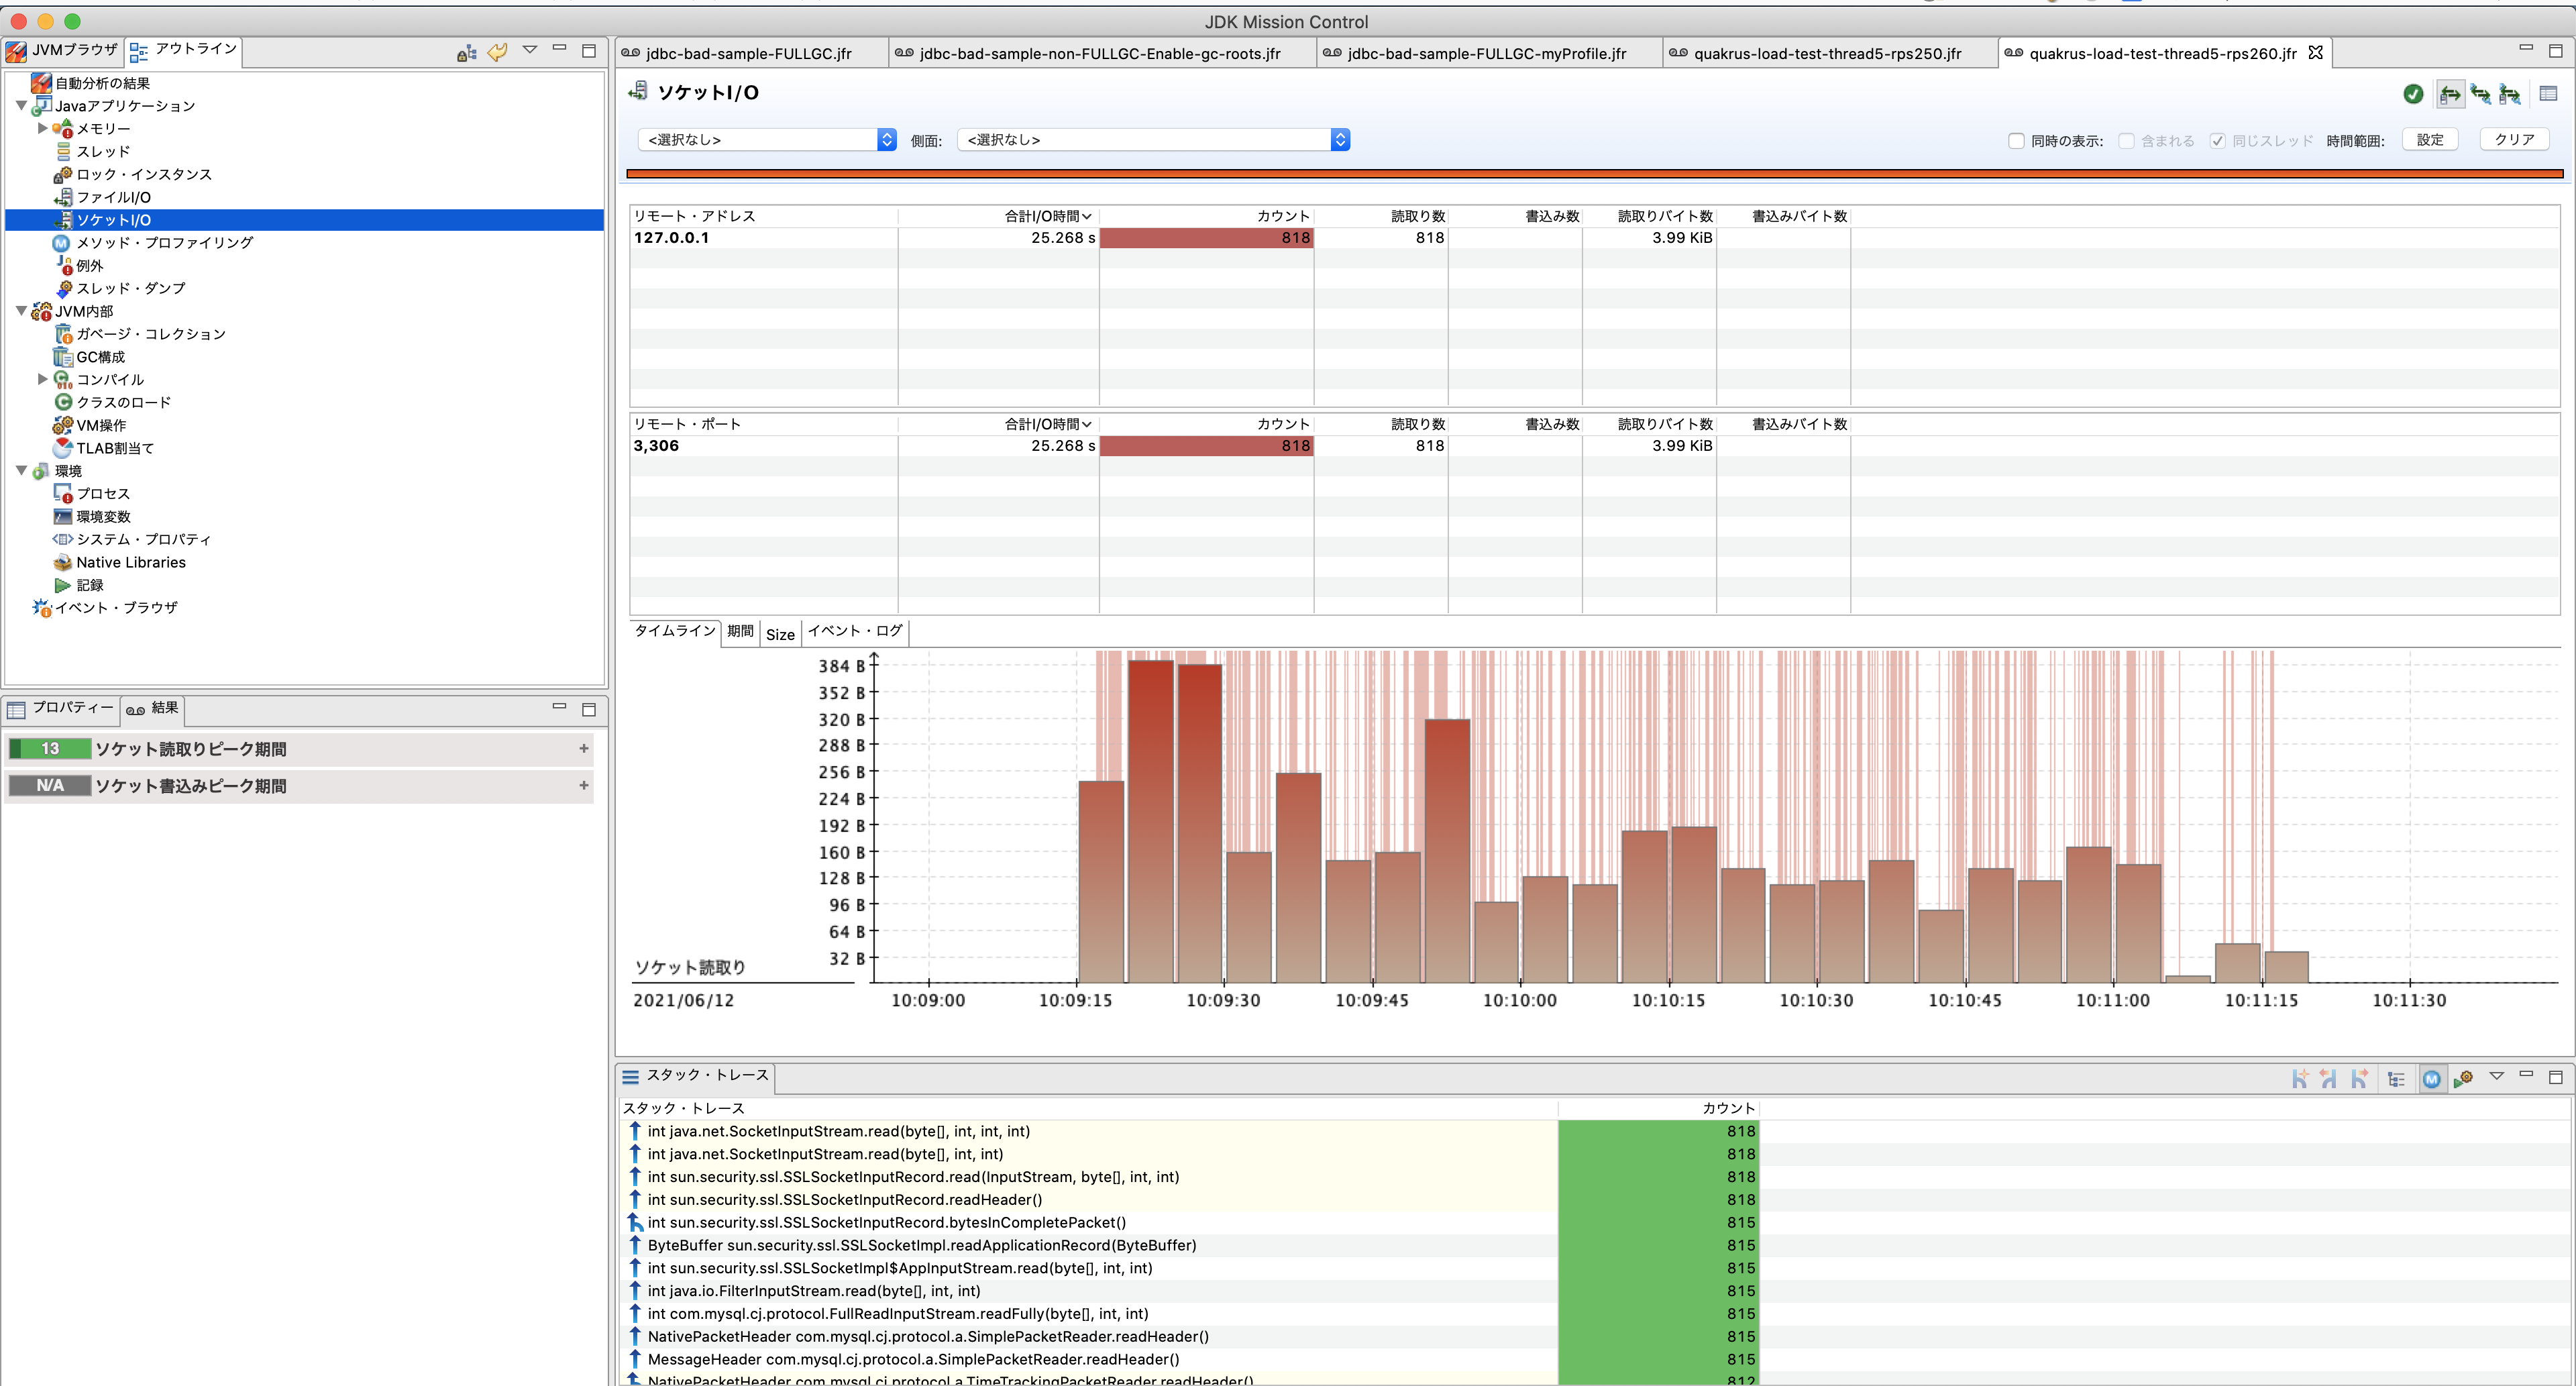 JDK Mission Control
JVMブラウザ
アウトライン
jdbc-bad-sample-FULLGC.jfr
jdbc-bad-sample-non-FULLGC-Enable-gc-roots.jfr
jdbc-bad-sample-FULLGC-myProfile.jfr
quakrus-load-test-thread5-rps250.jfr
quakrus-load-test-thread5-rps260.jfr
自動分析の結果
Javaアプリケーション
メモリー
スレッド
ロック・インスタンス
ファイルI/O
ソケットI/O
メソッド・プロファイリング
例外
スレッド・ダンプ
JVM内部
ガベージ・コレクション
GC構成
コンパイル
クラスのロード
VM操作
TLAB割当て
環境
プロセス
環境変数
システム・プロパティ
Native Libraries
記録
イベント・ブラウザ
プロパティー
結果
13 ソケット読取りピーク期間 +
N/A ソケット書込みピーク期間 +
ソケットI/O
<選択なし> 側面: <選択なし> 同時の表示: 含まれる 同じスレッド 時間範囲: 設定 クリア
リモート・アドレス 合計I/O時間 カウント 読取り数 書込み数 読取りバイト数 書込みバイト数
127.0.0.1 25.268 s 818 818 3.99 KiB
リモート・ポート 合計I/O時間 カウント 読取り数 書込み数 読取りバイト数 書込みバイト数
3,306 25.268 s 818 818 3.99 KiB
タイムライン 期間 Size イベント・ログ
384 B
352 B
320 B
288 B
256 B
224 B
192 B
160 B
128 B
96 B
64 B
32 B
ソケット読取り
2021/06/12 10:09:00 10:09:15 10:09:30 10:09:45 10:10:00 10:10:15 10:10:30 10:10:45 10:11:00 10:11:15 10:11:30
スタック・トレース
スタック・トレース カウント
int java.net.SocketInputStream.read(byte[], int, int, int) 818
int java.net.SocketInputStream.read(byte[], int, int) 818
int sun.security.ssl.SSLSocketInputRecord.read(InputStream, byte[], int, int) 818
int sun.security.ssl.SSLSocketInputRecord.readHeader() 818
int sun.security.ssl.SSLSocketInputRecord.bytesInCompletePacket() 815
ByteBuffer sun.security.ssl.SSLSocketImpl.readApplicationRecord(ByteBuffer) 815
int sun.security.ssl.SSLSocketImpl$AppInputStream.read(byte[], int, int) 815
int java.io.FilterInputStream.read(byte[], int, int) 815
int com.mysql.cj.protocol.FullReadInputStream.readFully(byte[], int, int) 815
NativePacketHeader com.mysql.cj.protocol.a.SimplePacketReader.readHeader() 815
MessageHeader com.mysql.cj.protocol.a.SimplePacketReader.readHeader() 815
NativePacketHeader com.mysql.cj.protocol.a.TimeTrackingPacketReader.readHeader() 812